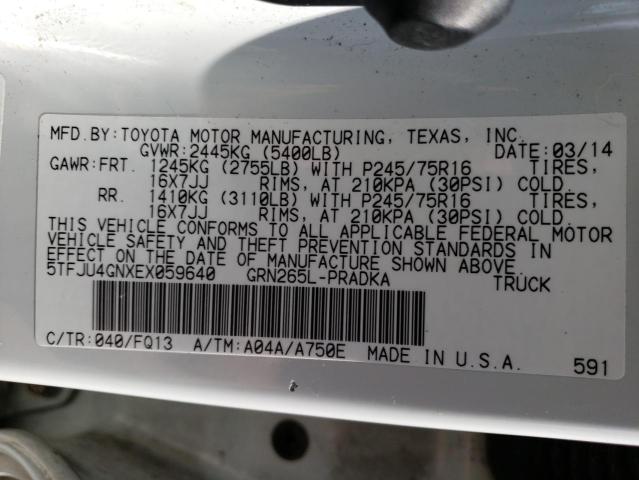 MFD. BY: TOYOTA MOTOR MANUFACTURING, TEXAS, INC.
GVWR: 2445KG (5400LB) DATE: 03/14
GAWR: FRT. 1245KG (2755LB) WITH P245/75R16 TIRES,
16X7JJ RIMS, AT 210KPA (30PSI) COLD.
RR. 1410KG (3110LB) WITH P245/75R16 TIRES,
16X7JJ RIMS, AT 210KPA (30PSI) COLD.
THIS VEHICLE CONFORMS TO ALL APPLICABLE FEDERAL MOTOR
VEHICLE SAFETY AND THEFT PREVENTION STANDARDS IN
EFFECT ON THE DATE OF MANUFACTURE SHOWN ABOVE.
5TFJU4GNXEX059640 GRN265L-PRADKA TRUCK
C/TR: 040/FQ13 A/TM: A04A/A750E MADE IN U.S.A.
591